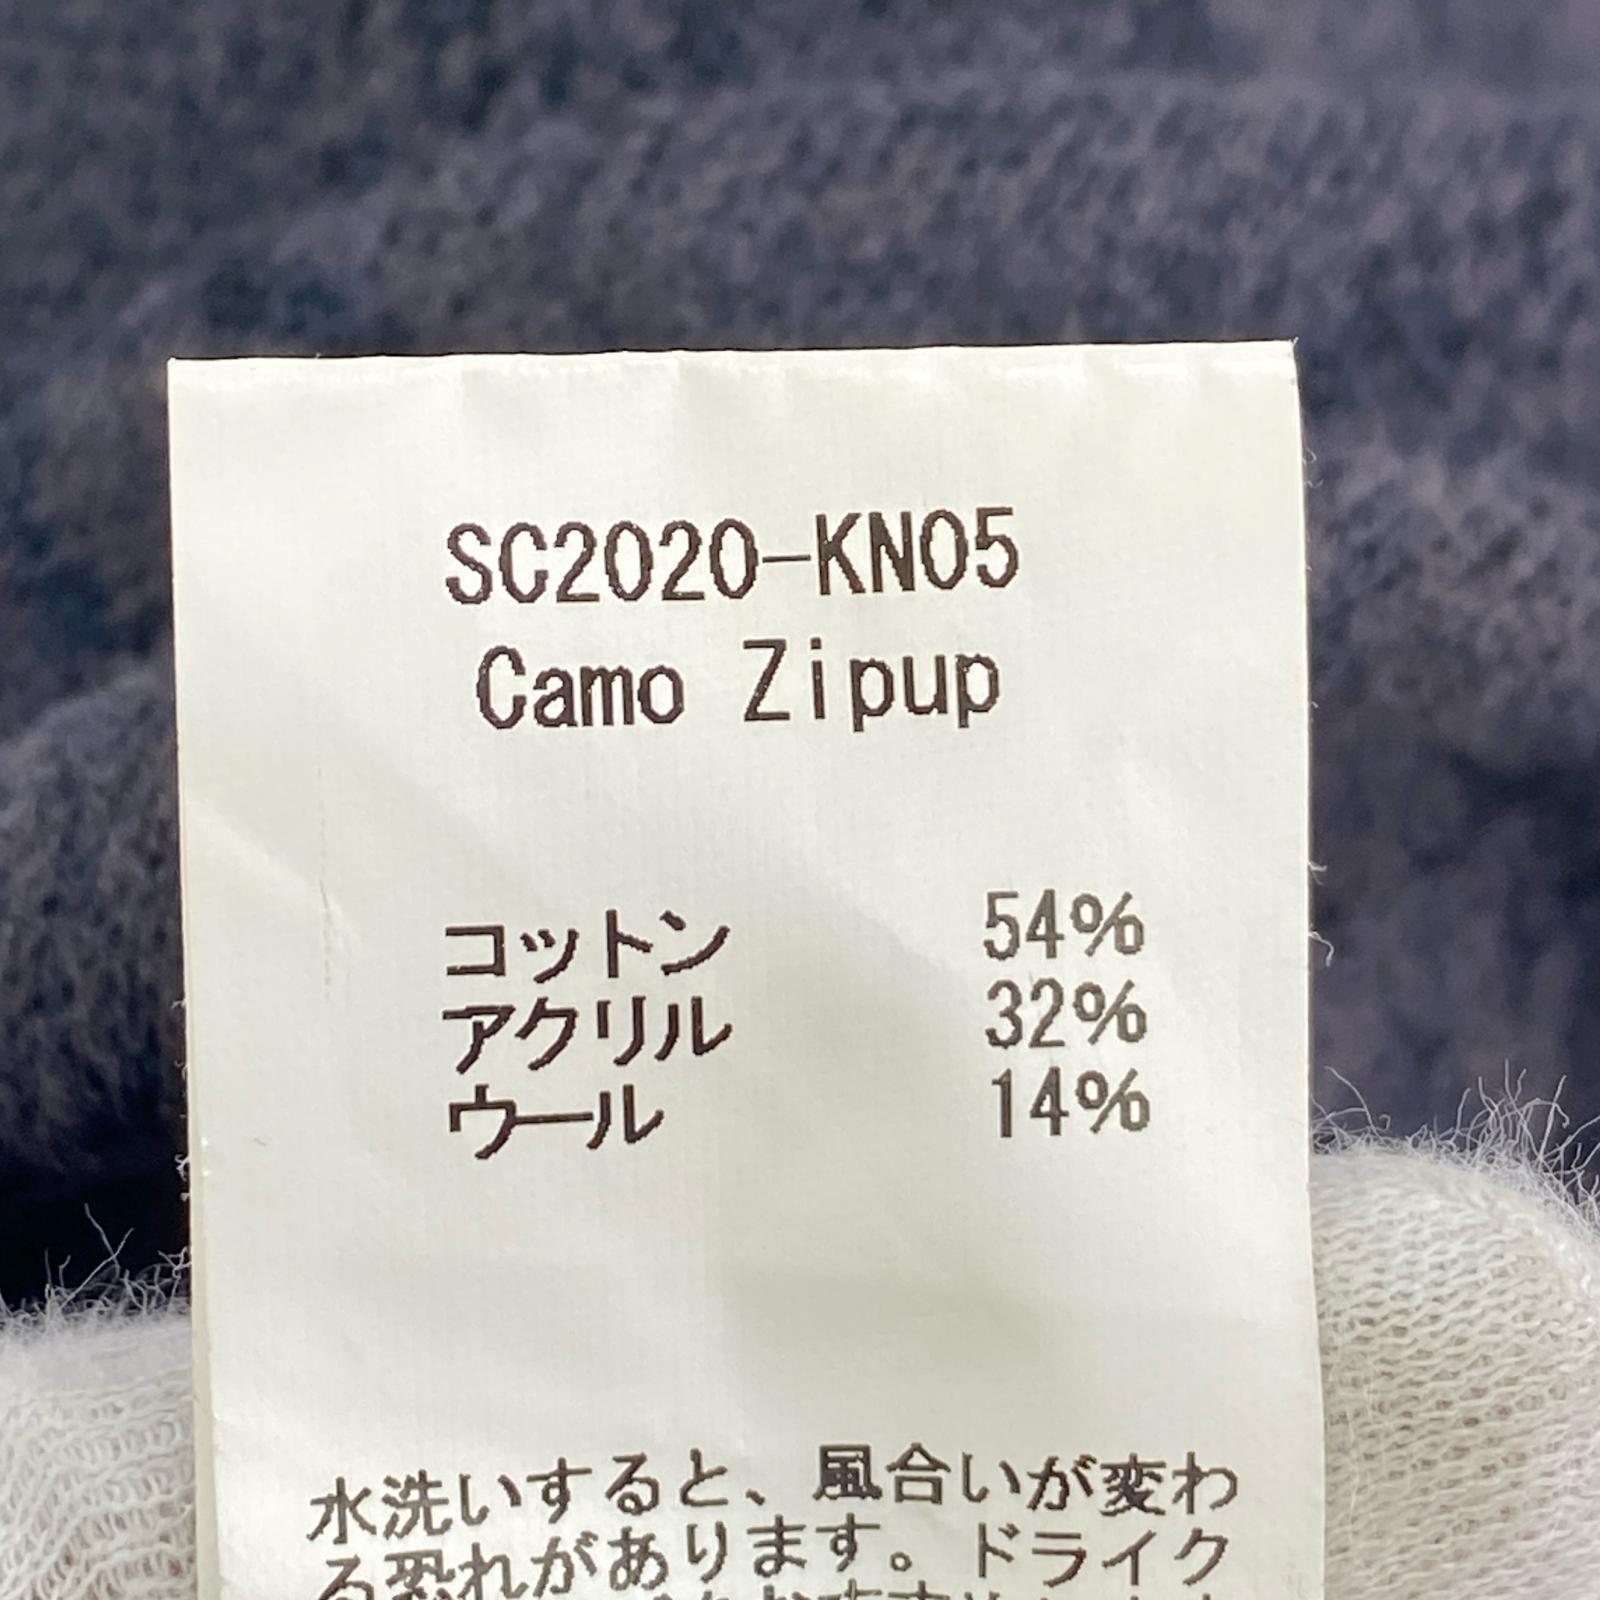 SC2020-KN05
Camo Zipup
コットン 54%
アクリル 32%
ウール 14%
水洗いすると、風合いが変わ
る恐れがあります。ドライク